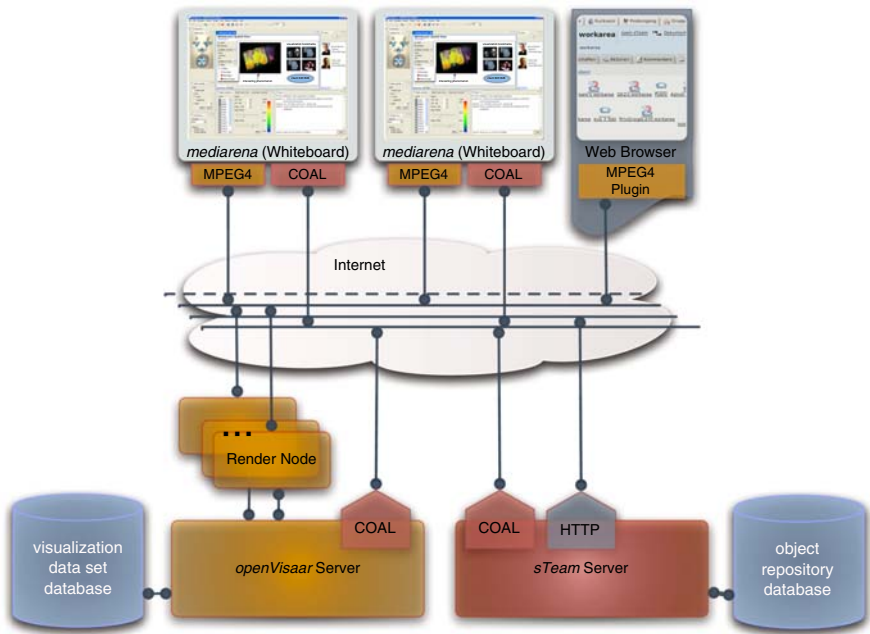 workarea
mediarena (Whiteboard)
mediarena (Whiteboard)
Web Browser
MPEG4
COAL
MPEG4
COAL
MPEG4
Plugin
Internet
...
Render Node
COAL
COAL
HTTP
visualization
data set
database
openVisaar Server
sTeam Server
object
repository
database